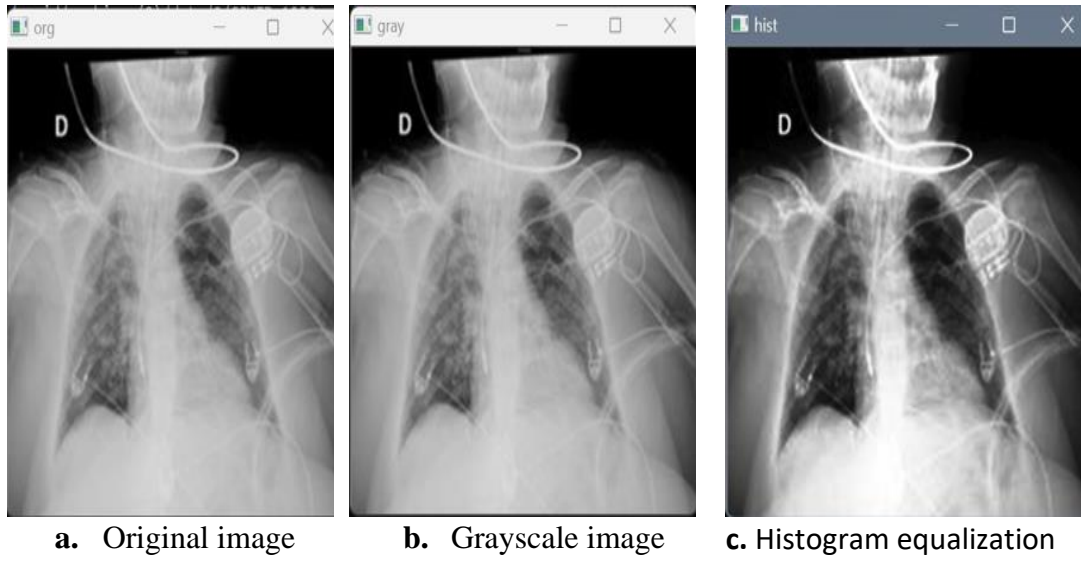 org
gray
hist
D
D
D
a. Original image
b. Grayscale image
c. Histogram equalization